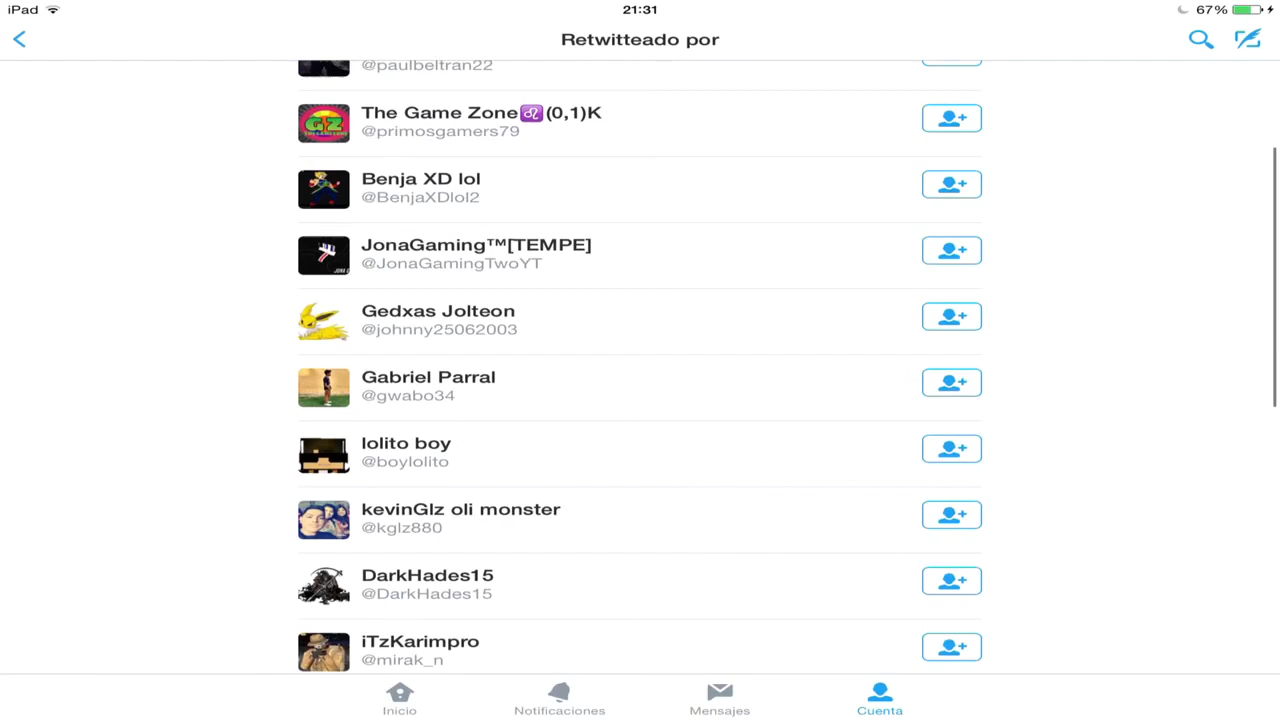 iPad 21:31 67%
Retwitteado por
@paulbeltran22
The Game Zone♌(0,1)K
@primosgamers79
Benja XD lol
@BenjaXDlol2
JonaGaming™[TEMPE]
@JonaGamingTwoYT
Gedxas Jolteon
@johnny25062003
Gabriel Parral
@gwabo34
lolito boy
@boylolito
kevinGlz oli monster
@kglz880
DarkHades15
@DarkHades15
iTzKarimpro
@mirak_n
Inicio Notificaciones Mensajes Cuenta